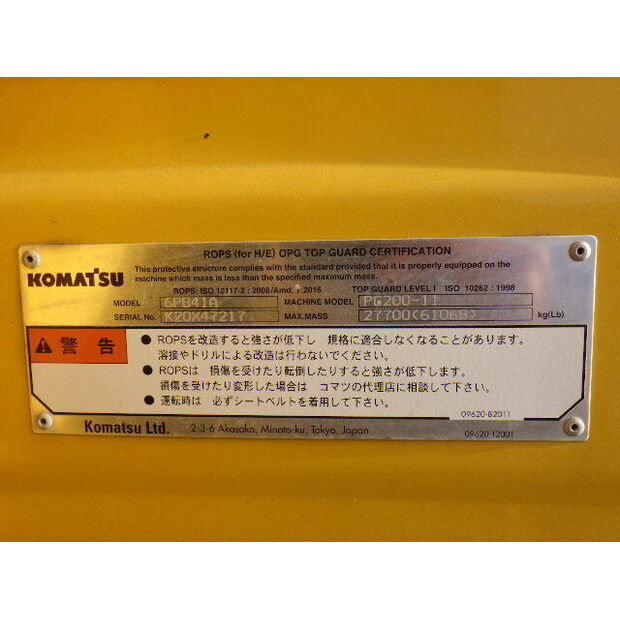 ROPS (for H/E) OPG TOP GUARD CERTIFICATION
KOMATSU
This protective structure complies with the standard provided that it is properly equipped on the
machine which mass is less than the specified maximum mass.
ROPS: ISO 12117-2 : 2008/Amd. 1:2016 TOP GUARD LEVEL I ISO 10262 : 1998
MODEL 6PB41A MACHINE MODEL PC200-11
SERIAL No. K20X47217 MAX.MASS 27700(61068) kg(Lb)
警告
● ROPSを改造すると強さが低下し 規格に適合しなくなることがあります。
溶接やドリルによる改造は行わないでください。
● ROPSは 損傷を受けたり転倒したりすると強さが低下します。
損傷を受けたり変形した場合は コマツの代理店に相談して下さい。
● 運転時は 必ずシートベルトを着用して下さい。
09620-B2011
Komatsu Ltd. 2-3-6 Akasaka, Minato-ku, Tokyo, Japan
09620-12001